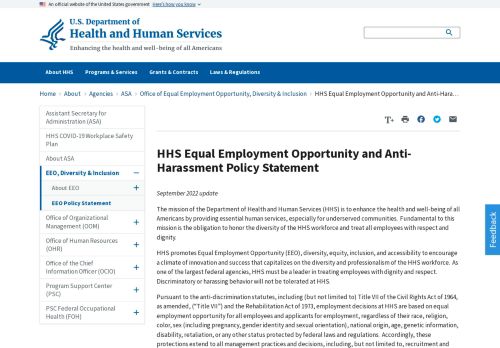 An official website of the United States government Here's how you know
U.S. Department of
Health and Human Services
Enhancing the health and well-being of all Americans
About HHS Programs & Services Grants & Contracts Laws & Regulations
Home > About > Agencies > ASA > Office of Equal Employment Opportunity, Diversity & Inclusion > HHS Equal Employment Opportunity and Anti-Hara…
Assistant Secretary for
Administration (ASA)
HHS COVID-19 Workplace Safety
Plan
About ASA
EEO, Diversity & Inclusion
About EEO
EEO Policy Statement
Office of Organizational
Management (OOM)
Office of Human Resources
(OHR)
Office of the Chief
Information Officer (OCIO)
Program Support Center
(PSC)
FSC Federal Occupational
Health (FOH)
T+
HHS Equal Employment Opportunity and Anti-
Harassment Policy Statement
September 2022 update
The mission of the Department of Health and Human Services (HHS) is to enhance the health and well-being of all
Americans by providing essential human services, especially for underserved communities. Fundamental to this
mission is the obligation to honor the diversity of the HHS workforce and treat all employees with respect and
dignity.
HHS promotes Equal Employment Opportunity (EEO), diversity, equity, inclusion, and accessibility to encourage
a climate of innovation and success that capitalizes on the diversity and professionalism of the HHS workforce. As
one of the largest federal agencies, HHS must be a leader in treating employees with dignity and respect.
Discriminatory or harassing behavior will not be tolerated at HHS.
Pursuant to the anti-discrimination statutes, including (but not limited to) Title VII of the Civil Rights Act of 1964,
as amended, ("Title VII") and the Rehabilitation Act of 1973, employment decisions at HHS are based on equal
employment opportunity for all employees and applicants for employment, regardless of their race, religion,
color, sex (including pregnancy, gender identity and sexual orientation), national origin, age, genetic information,
disability, retaliation, or any other status protected by federal laws and regulations. Accordingly, these
protections extend to all management practices and decisions, including, but not limited to, recruitment and
Feedback